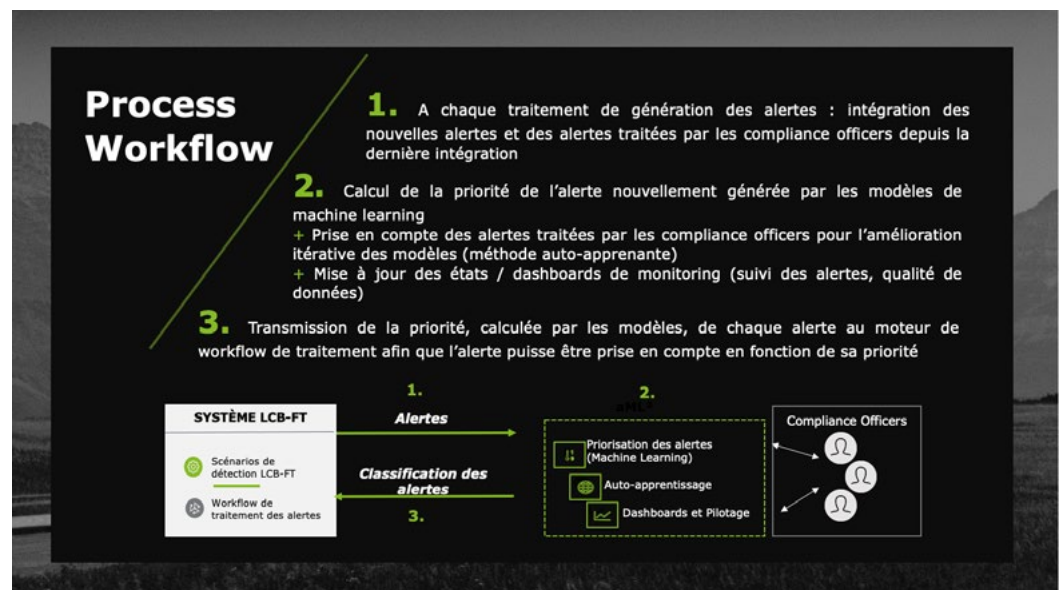 Process
Workflow
1. A chaque traitement de génération des alertes : intégration des
nouvelles alertes et des alertes traitées par les compliance officers depuis la
dernière intégration
2. Calcul de la priorité de l'alerte nouvellement générée par les modèles de
machine learning
+ Prise en compte des alertes traitées par les compliance officers pour l'amélioration
itérative des modèles (méthode auto-apprenante)
+ Mise à jour des états / dashboards de monitoring (suivi des alertes, qualité de
données)
3. Transmission de la priorité, calculée par les modèles, de chaque alerte au moteur de
workflow de traitement afin que l'alerte puisse être prise en compte en fonction de sa priorité
SYSTÈME LCB-FT
Scénarios de
détection LCB-FT
Workflow de
traitement des alertes
1.
Alertes
Classification des
alertes
3.
2.
Priorisation des alertes
(Machine Learning)
Auto-apprentissage
Dashboards et Pilotage
Compliance Officers